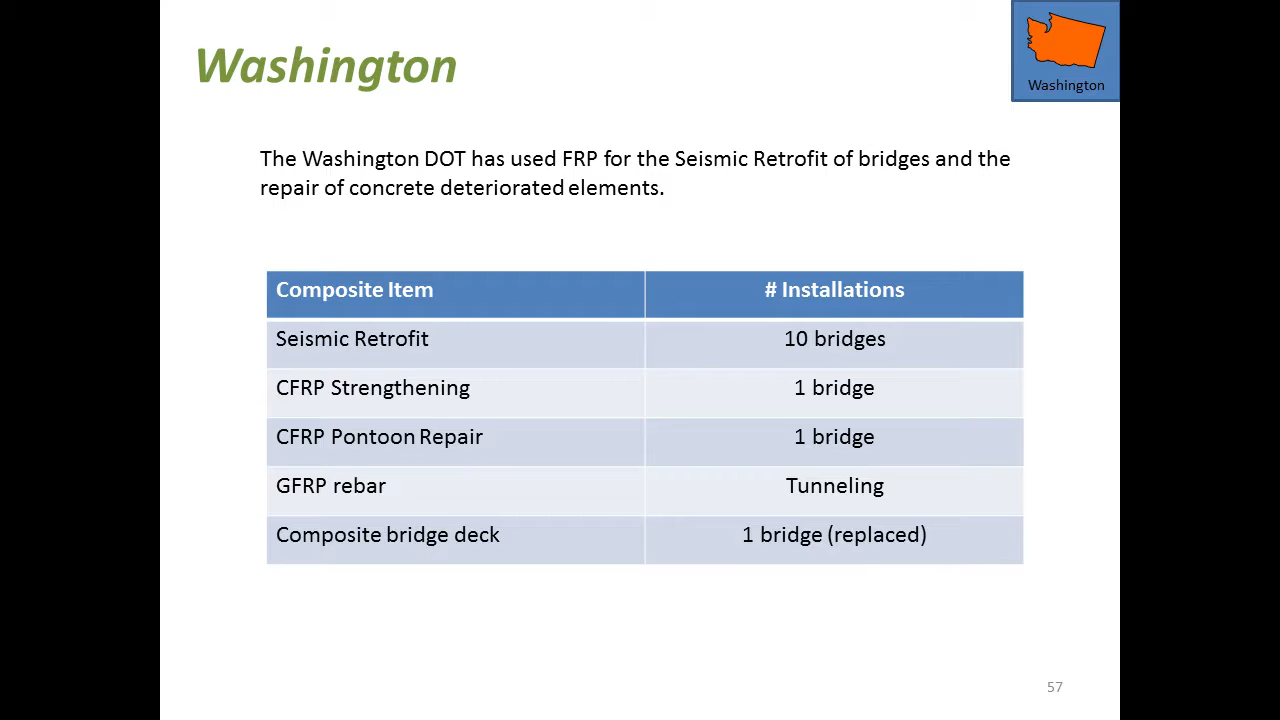 Washington
Washington
The Washington DOT has used FRP for the Seismic Retrofit of bridges and the
repair of concrete deteriorated elements.
Composite Item # Installations
Seismic Retrofit 10 bridges
CFRP Strengthening 1 bridge
CFRP Pontoon Repair 1 bridge
GFRP rebar Tunneling
Composite bridge deck 1 bridge (replaced)
57